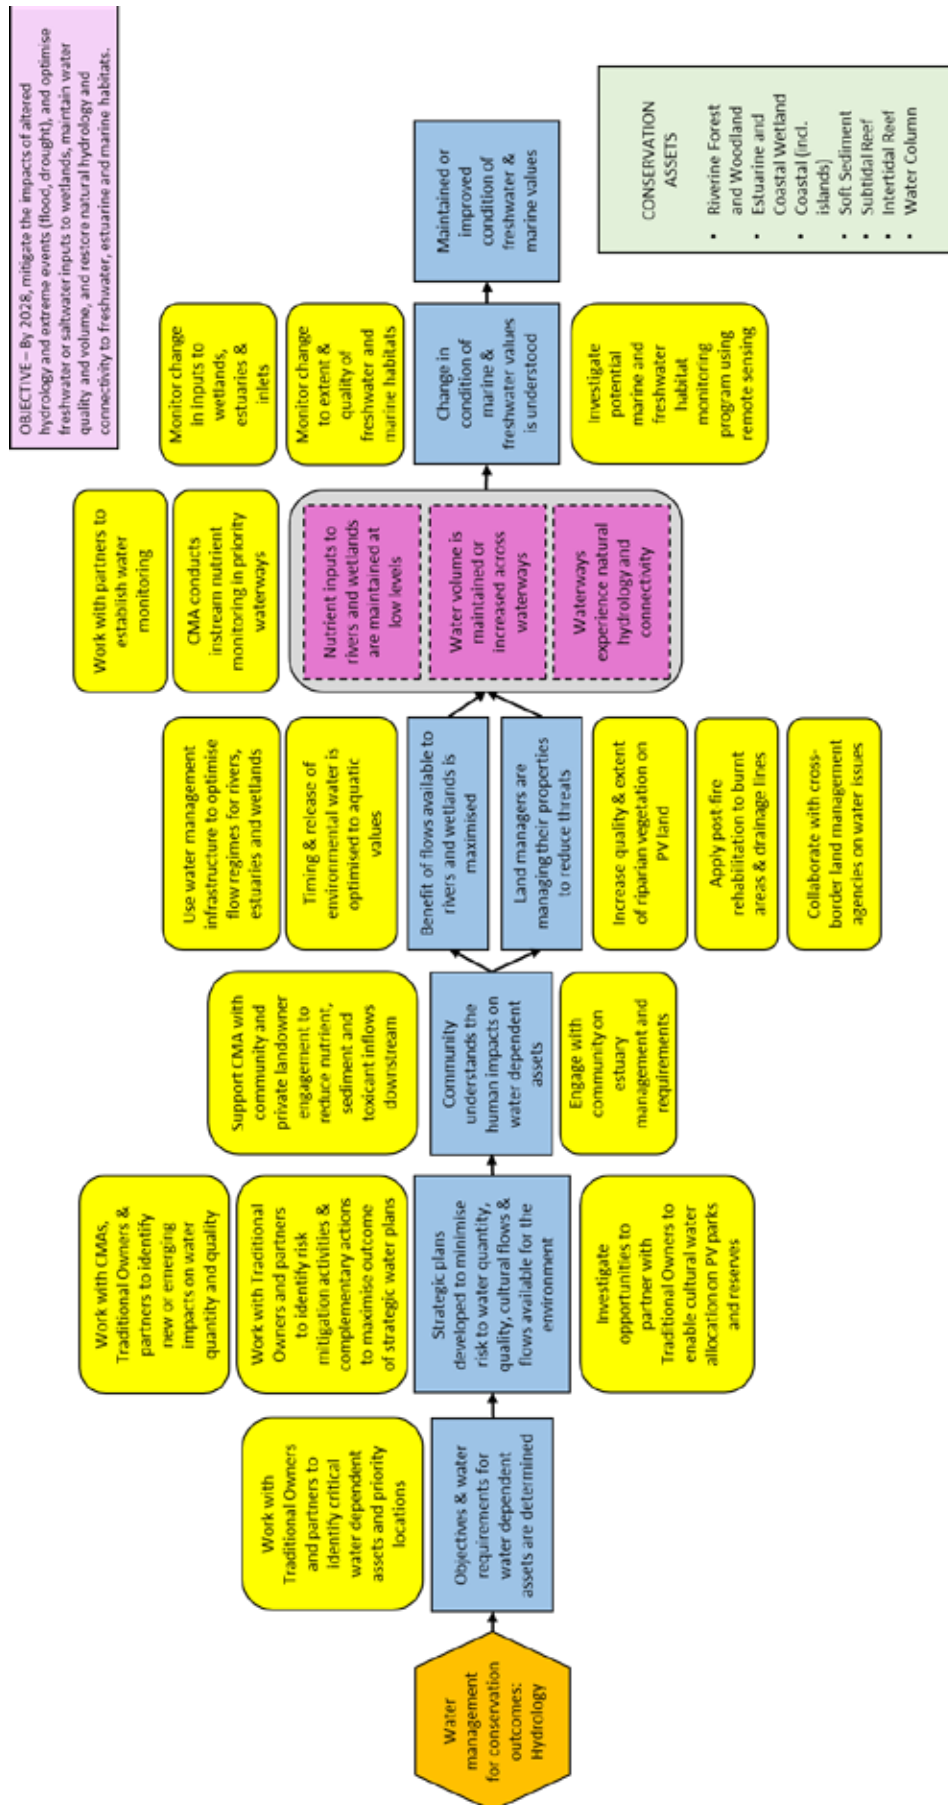 OBJECTIVE – By 2028, mitigate the impacts of altered
hydrology and extreme events (flood, drought), and optimise
freshwater or saltwater inputs to wetlands, maintain water
quality and volume, and restore natural hydrology and
connectivity to freshwater, estuarine and marine habitats.
Water
management
for conservation
outcomes:
Hydrology
Work with
Traditional Owners
and partners to
identify critical
water dependent
assets and priority
locations
Objectives & water
requirements for
water dependent
assets are determined
Work with CMAs,
Traditional Owners &
partners to identify
new or emerging
impacts on water
quantity and quality
Work with Traditional
Owners and partners
to identify risk
mitigation activities &
complementary actions
to maximise outcome
of strategic water plans
Strategic plans
developed to minimise
risk to water quantity,
quality, cultural flows &
flows available for the
environment
Investigate
opportunities to
partner with
Traditional Owners to
enable cultural water
allocation on PV parks
and reserves
Support CMA with
community and
private landowner
engagement to
reduce nutrient,
sediment and
toxicant inflows
downstream
Community
understands the
human impacts on
water dependent
assets
Engage with
community on
estuary
management and
requirements
Use water management
infrastructure to optimise
flow regimes for rivers,
estuaries and wetlands
Timing & release of
enviromental water is
optimised to aquatic
values
Benefit of flows available to
rivers and wetlands is
maximised
Land managers are
managing their properties
to reduce threats
Increase quality & extent
of riparian vegetation on
PV land
Apply post-fire
rehabilitation to burnt
areas & drainage lines
Collaborate with cross-
border land management
agencies on water issues
Work with partners to
establish water
monitoring
CMA conducts
instream nutrient
monitoring in priority
waterways
Nutrient inputs to
rivers and wetlands
are maintained at
low levels
Water volume is
maintained or
increased across
waterways
Waterways
experience natural
hydrology and
connectivity
Monitor change
in inputs to
wetlands,
estuaries &
inlets
Monitor change
to extent &
quality of
freshwater and
marine habitats
Change in
condition of
marine &
freshwater values
is understood
Investigate
potential
marine and
freshwater
habitat
monitoring
program using
remote sensing
Maintained or
improved
condition of
freshwater &
marine values
CONSERVATION
ASSETS
• Riverine Forest
and Woodland
• Estuarine and
Coastal Wetland
• Coastal (incl.
islands)
• Soft Sediment
• Subtidal Reef
• Intertidal Reef
• Water Column